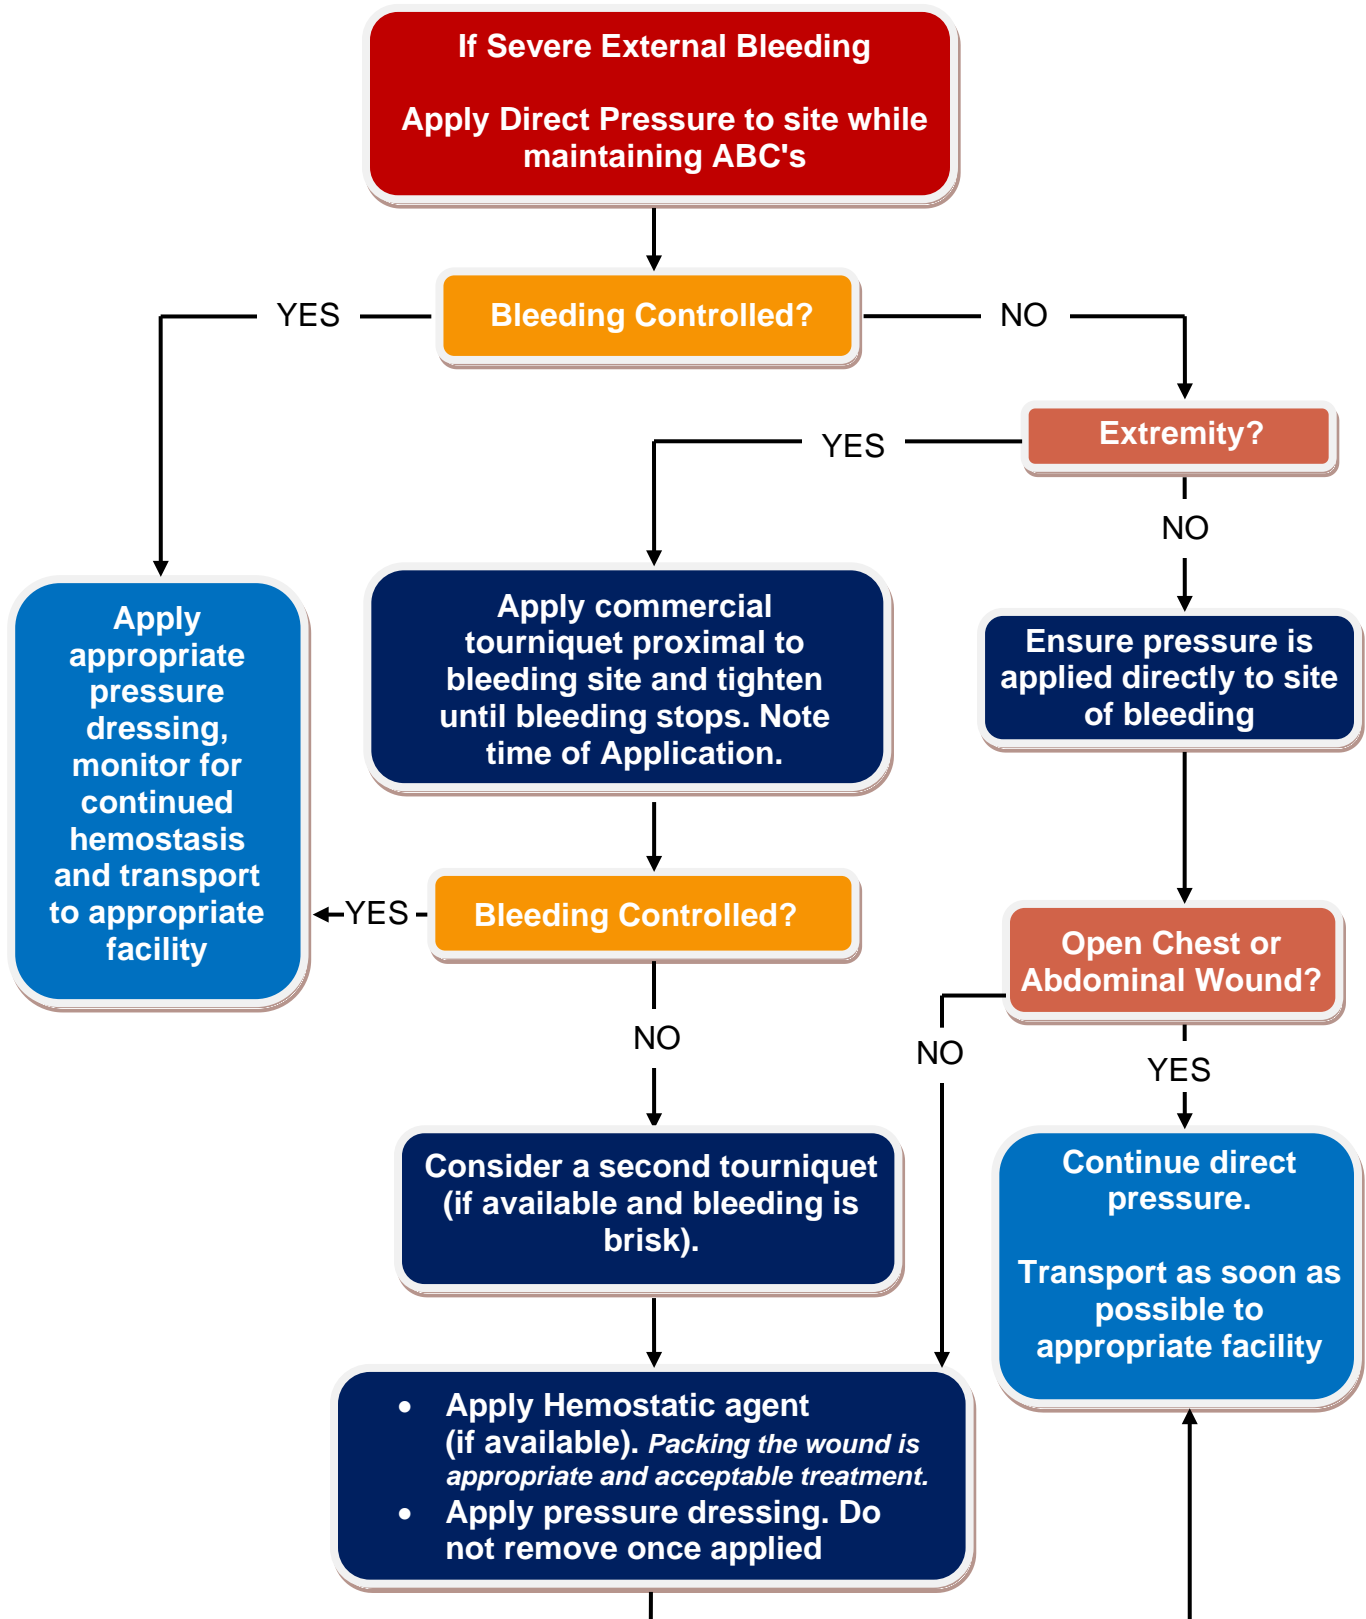 If Severe External Bleeding
Apply Direct Pressure to site while
maintaining ABC's
YES
Bleeding Controlled?
NO
Extremity?
YES
NO
Apply
appropriate
pressure
dressing,
monitor for
continued
hemostasis
and transport
to appropriate
facility
Apply commercial
tourniquet proximal to
bleeding site and tighten
until bleeding stops. Note
time of Application.
Ensure pressure is
applied directly to site
of bleeding
YES
Bleeding Controlled?
Open Chest or
Abdominal Wound?
NO
NO
YES
Consider a second tourniquet
(if available and bleeding is
brisk).
Continue direct
pressure.
Transport as soon as
possible to
appropriate facility
• Apply Hemostatic agent
(if available). Packing the wound is
appropriate and acceptable treatment.
• Apply pressure dressing. Do
not remove once applied